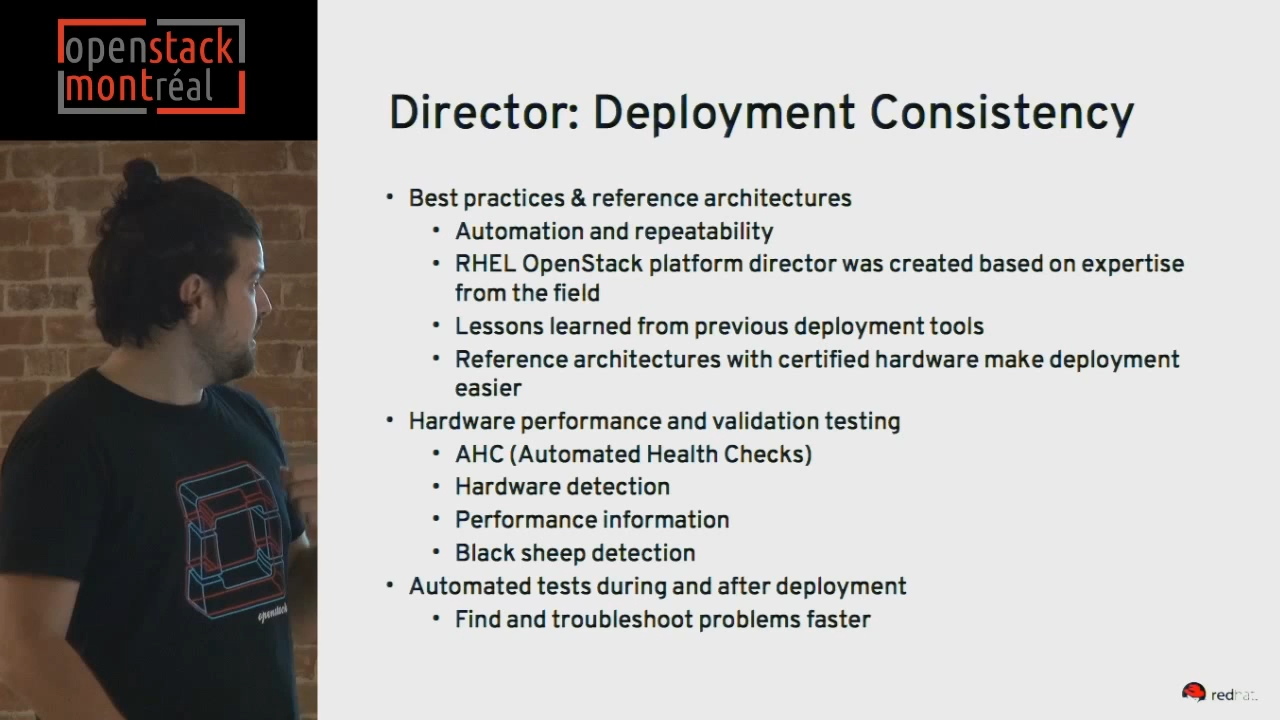 openstack
montréal
Director: Deployment Consistency
• Best practices & reference architectures
• Automation and repeatability
• RHEL OpenStack platform director was created based on expertise
from the field
• Lessons learned from previous deployment tools
• Reference architectures with certified hardware make deployment
easier
• Hardware performance and validation testing
• AHC (Automated Health Checks)
• Hardware detection
• Performance information
• Black sheep detection
• Automated tests during and after deployment
• Find and troubleshoot problems faster
openstack
redhat.